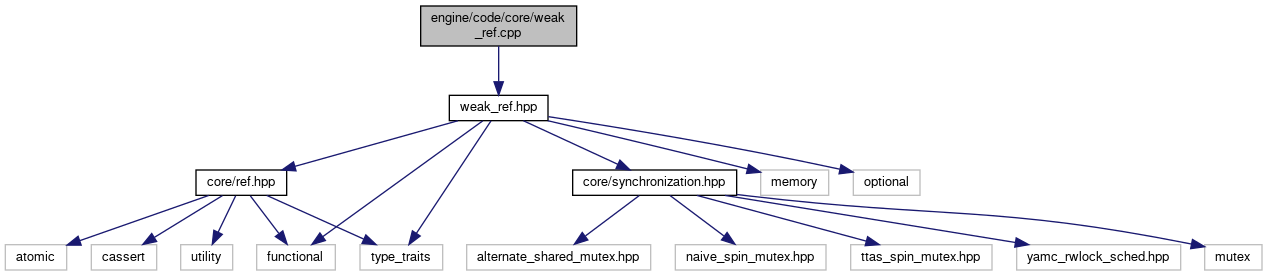 engine/code/core/weak
_ref.cpp
weak_ref.hpp
core/ref.hpp
core/synchronization.hpp
memory
optional
atomic
cassert
utility
functional
type_traits
alternate_shared_mutex.hpp
naive_spin_mutex.hpp
ttas_spin_mutex.hpp
yamc_rwlock_sched.hpp
mutex